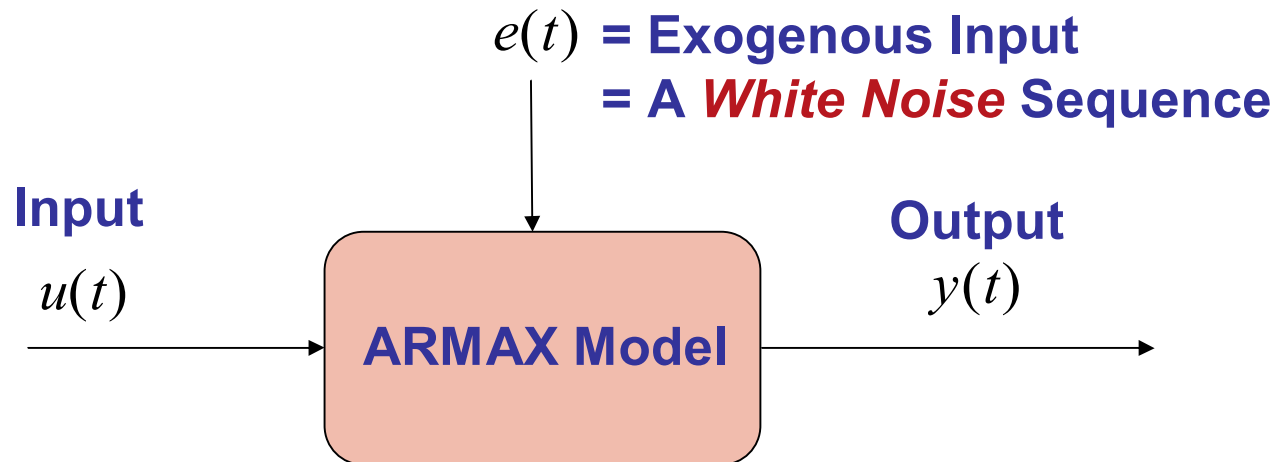 e(t) = Exogenous Input
= A White Noise Sequence
Input
u(t)
Output
y(t)
ARMAX Model